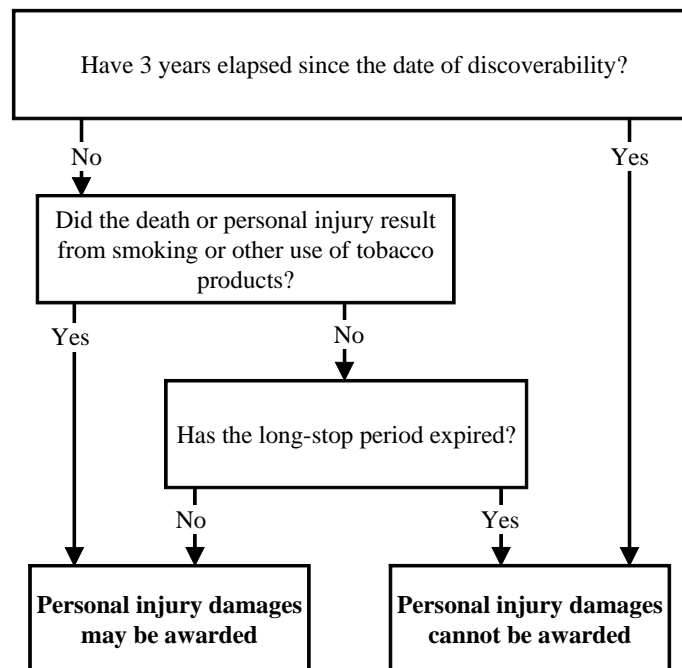 Have 3 years elapsed since the date of discoverability?
No
Yes
Did the death or personal injury result
from smoking or other use of tobacco
products?
Yes
No
Has the long-stop period expired?
No
Yes
Personal injury damages
may be awarded
Personal injury damages
cannot be awarded